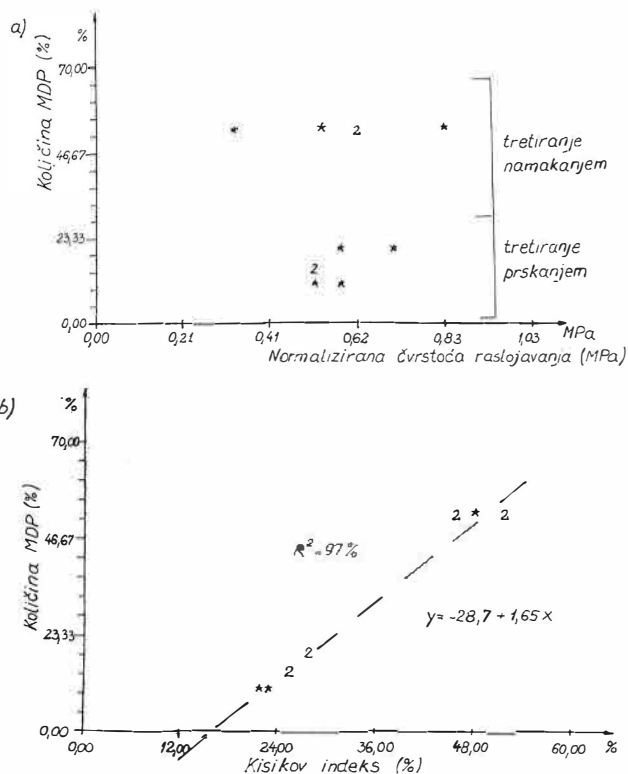 a)
%
Količina MDP (%)
70,00
46,67
23,33
0,00
* * 2 *
* *
2
* *
tretiranje
namakanjem
tretiranje
prskanjem
0,00 0,21 0,41 0,62 0,83 1,03 MPa
Normalizirana čvrstoća raslojavanja (MPa)
b)
%
Količina MDP (%)
70,00
46,67
23,33
0,00
2 * 2
R² = 97%
y= -28,7 + 1,65 x
2
2
**
0,00 12,00 24,00 36,00 48,00 60,00 %
Kisikov indeks (%)